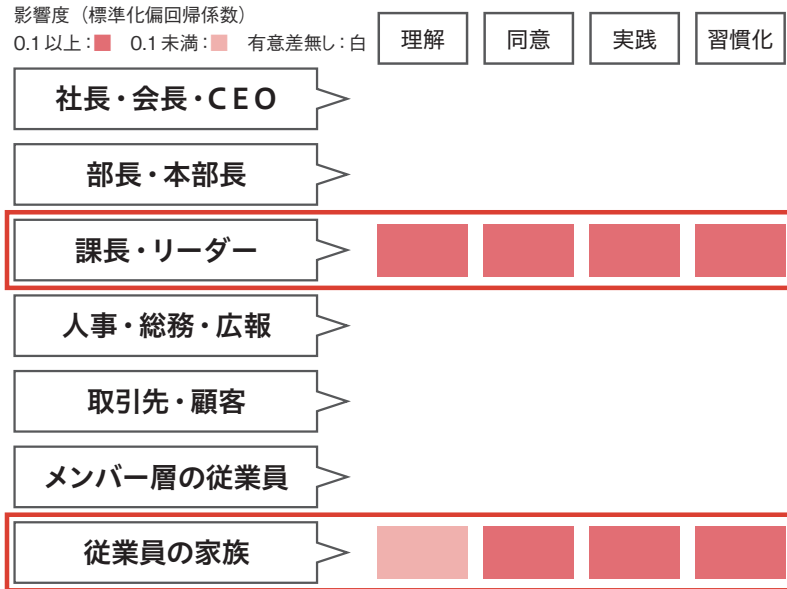 影響度（標準化偏回帰係数）
0.1以上：■ 0.1未満：■ 有意差無し：白
理解 同意 実践 習慣化
社長・会長・CEO
部長・本部長
課長・リーダー
人事・総務・広報
取引先・顧客
メンバー層の従業員
従業員の家族